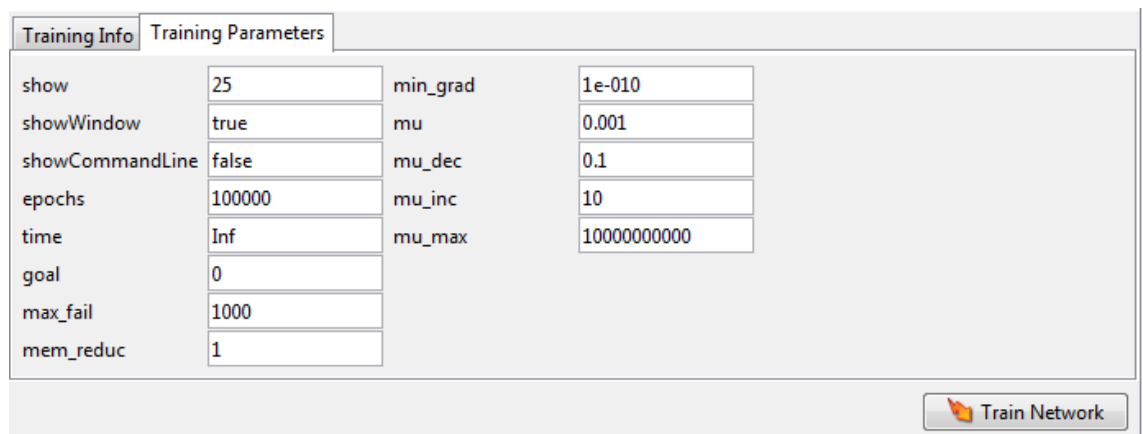 Training Info Training Parameters
show 25 min_grad 1e-010
showWindow true mu 0.001
showCommandLine false mu_dec 0.1
epochs 100000 mu_inc 10
time Inf mu_max 10000000000
goal 0
max_fail 1000
mem_reduc 1
Train Network